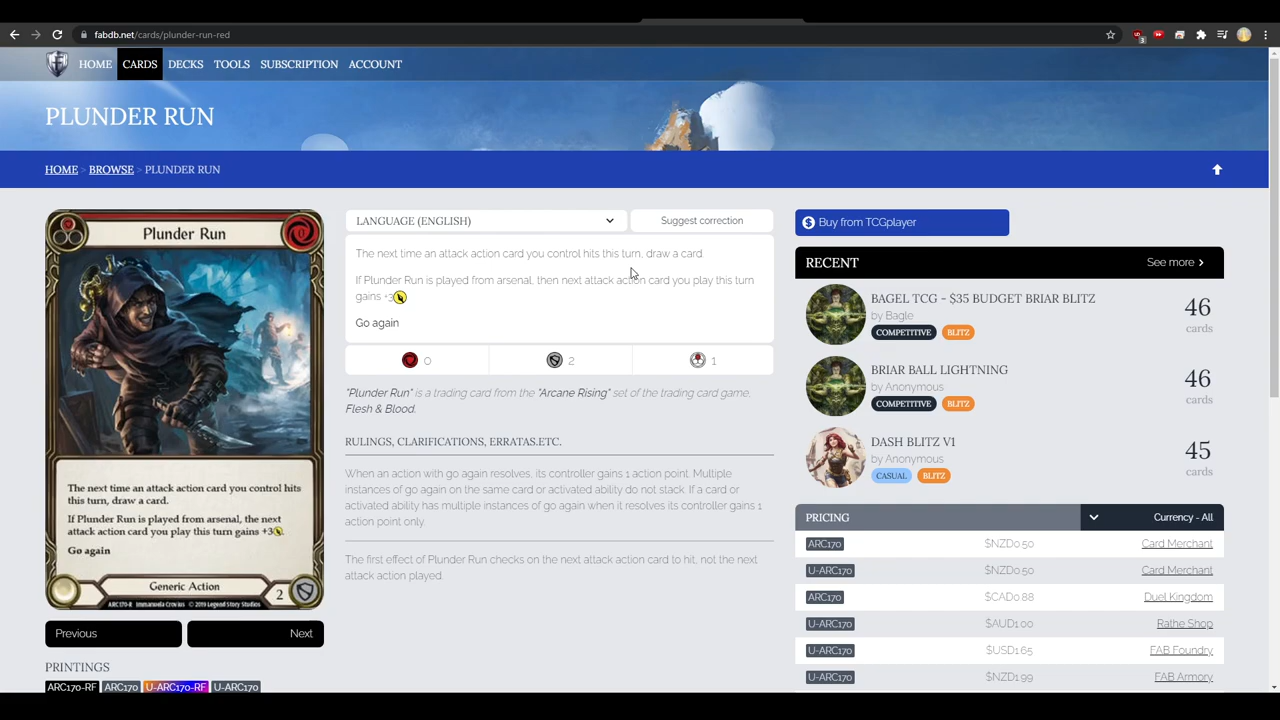 fabdb.net/cards/plunder-run-red
3
HOME CARDS DECKS TOOLS SUBSCRIPTION ACCOUNT
PLUNDER RUN
HOME > BROWSE > PLUNDER RUN
Plunder Run
The next time an attack action card you control hits
this turn, draw a card.
If Plunder Run is played from arsenal, the next
attack action card you play this turn gains +3.
Go again
Generic Action
2
ARC170-R Immanuela Crovius © 2019 Legend Story Studios
Previous
Next
PRINTINGS
ARC170-RF ARC170 U-ARC170-RF U-ARC170
LANGUAGE (ENGLISH)
Suggest correction
The next time an attack action card you control hits this turn, draw a card.
If Plunder Run is played from arsenal, then next attack action card you play this turn
gains +3
Go again
0 2 1
"Plunder Run" is a trading card from the "Arcane Rising" set of the trading card game,
Flesh & Blood.
RULINGS, CLARIFICATIONS, ERRATAS.ETC.
When an action with go again resolves, its controller gains 1 action point. Multiple
instances of go again on the same card or activated ability do not stack. If a card or
activated ability has multiple instances of go again when it resolves its controller gains 1
action point only.
The first effect of Plunder Run checks on the next attack action card to hit, not the next
attack action played.
Buy from TCGplayer
RECENT
See more
BAGEL TCG - $35 BUDGET BRIAR BLITZ
by Bagle
COMPETITIVE BLITZ
46
cards
BRIAR BALL LIGHTNING
by Anonymous
COMPETITIVE BLITZ
46
cards
DASH BLITZ V1
by Anonymous
CASUAL BLITZ
45
cards
PRICING
Currency - All
ARC170 $NZD0.50 Card Merchant
U-ARC170 $NZD0.50 Card Merchant
ARC170 $CAD0.88 Duel Kingdom
U-ARC170 $AUD1.00 Rathe Shop
U-ARC170 $USD1.65 FAB Foundry
U-ARC170 $NZD1.99 FAB Armory